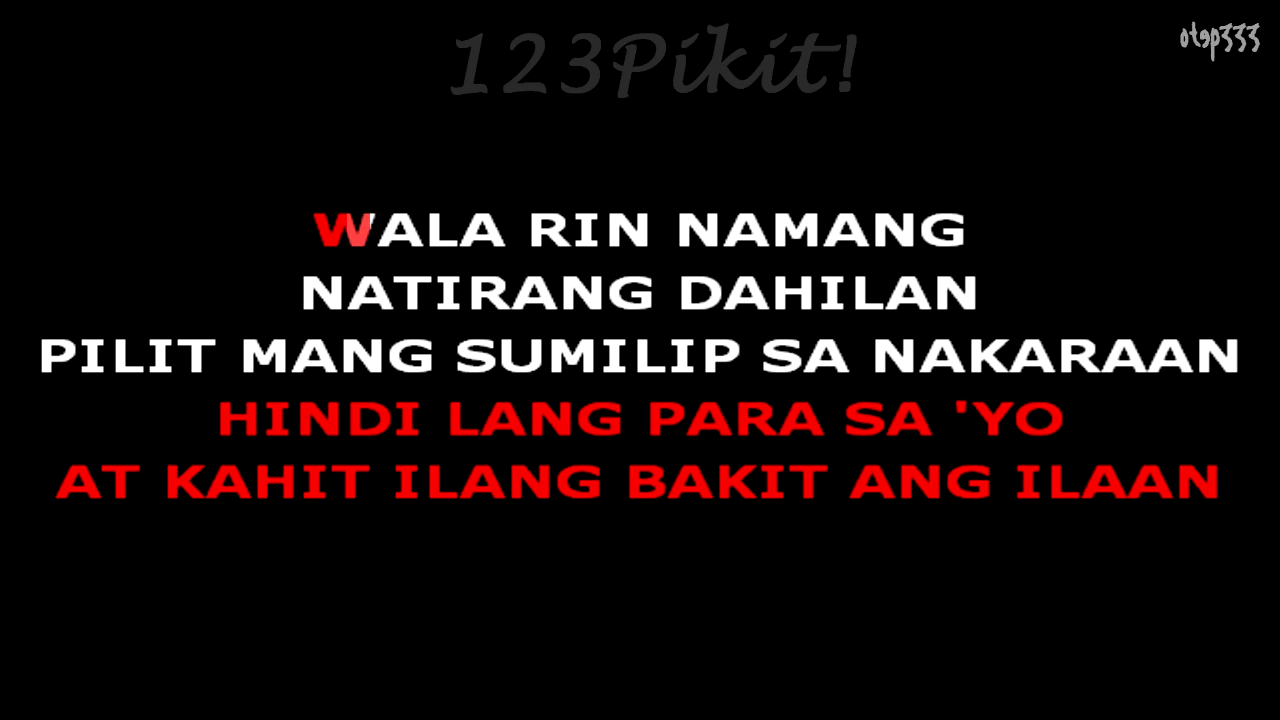 123Pikit!
otep333
WALA RIN NAMANG
NATIRANG DAHILAN
PILIT MANG SUMILIP SA NAKARAAN
HINDI LANG PARA SA 'YO
AT KAHIT ILANG BAKIT ANG ILAAN